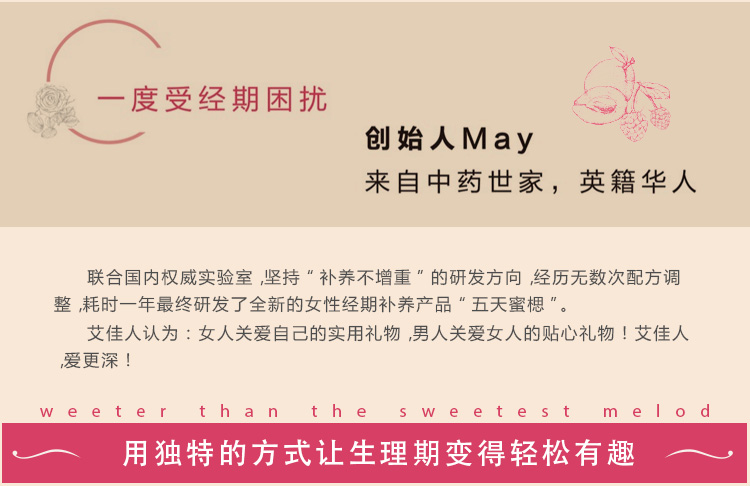 一度受经期困扰
创始人May
来自中药世家，英籍华人
联合国内权威实验室 ,坚持 “ 补养不增重 ” 的研发方向 ,经历无数次配方调
整 ,耗时一年最终研发了全新的女性经期补养产品 “ 五天蜜楒 ”。
艾佳人认为：女人关爱自己的实用礼物 ,男人关爱女人的贴心礼物！艾佳人
,爱更深！
weeter than the sweetest melod
用独特的方式让生理期变得轻松有趣